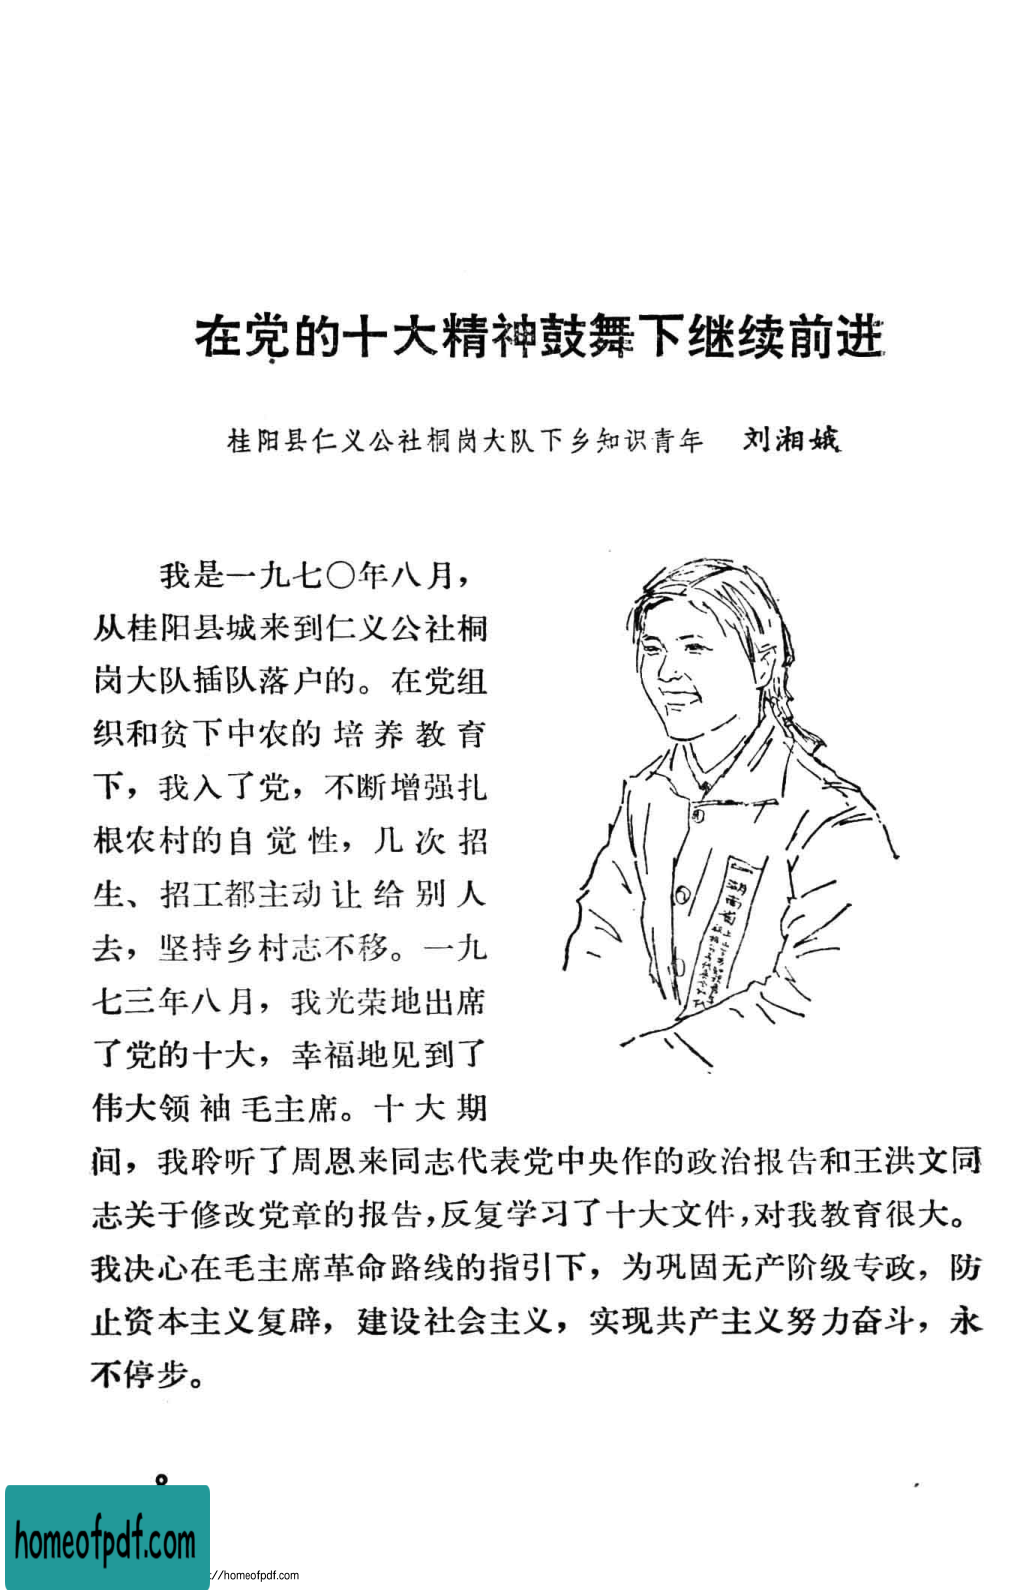 在党的十大精神鼓舞下继续前进
桂阳县仁义公社桐岗大队下乡知识青年 刘湘娥
我是一九七〇年八月，
从桂阳县城来到仁义公社桐
岗大队插队落户的。在党组
织和贫下中农的培养教育
下，我入了党，不断增强扎
根农村的自觉性，几次招
生、招工都主动让给别人
去，坚持乡村志不移。一九
七三年八月，我光荣地出席
了党的十大，幸福地见到了
伟大领袖毛主席。十大期
间，我聆听了周恩来同志代表党中央作的政治报告和王洪文同
志关于修改党章的报告，反复学习了十大文件，对我教育很大。
我决心在毛主席革命路线的指引下，为巩固无产阶级专政，防
止资本主义复辟，建设社会主义，实现共产主义努力奋斗，永
不停步。
湖南省
homeofpdf.com
://homeofpdf.com